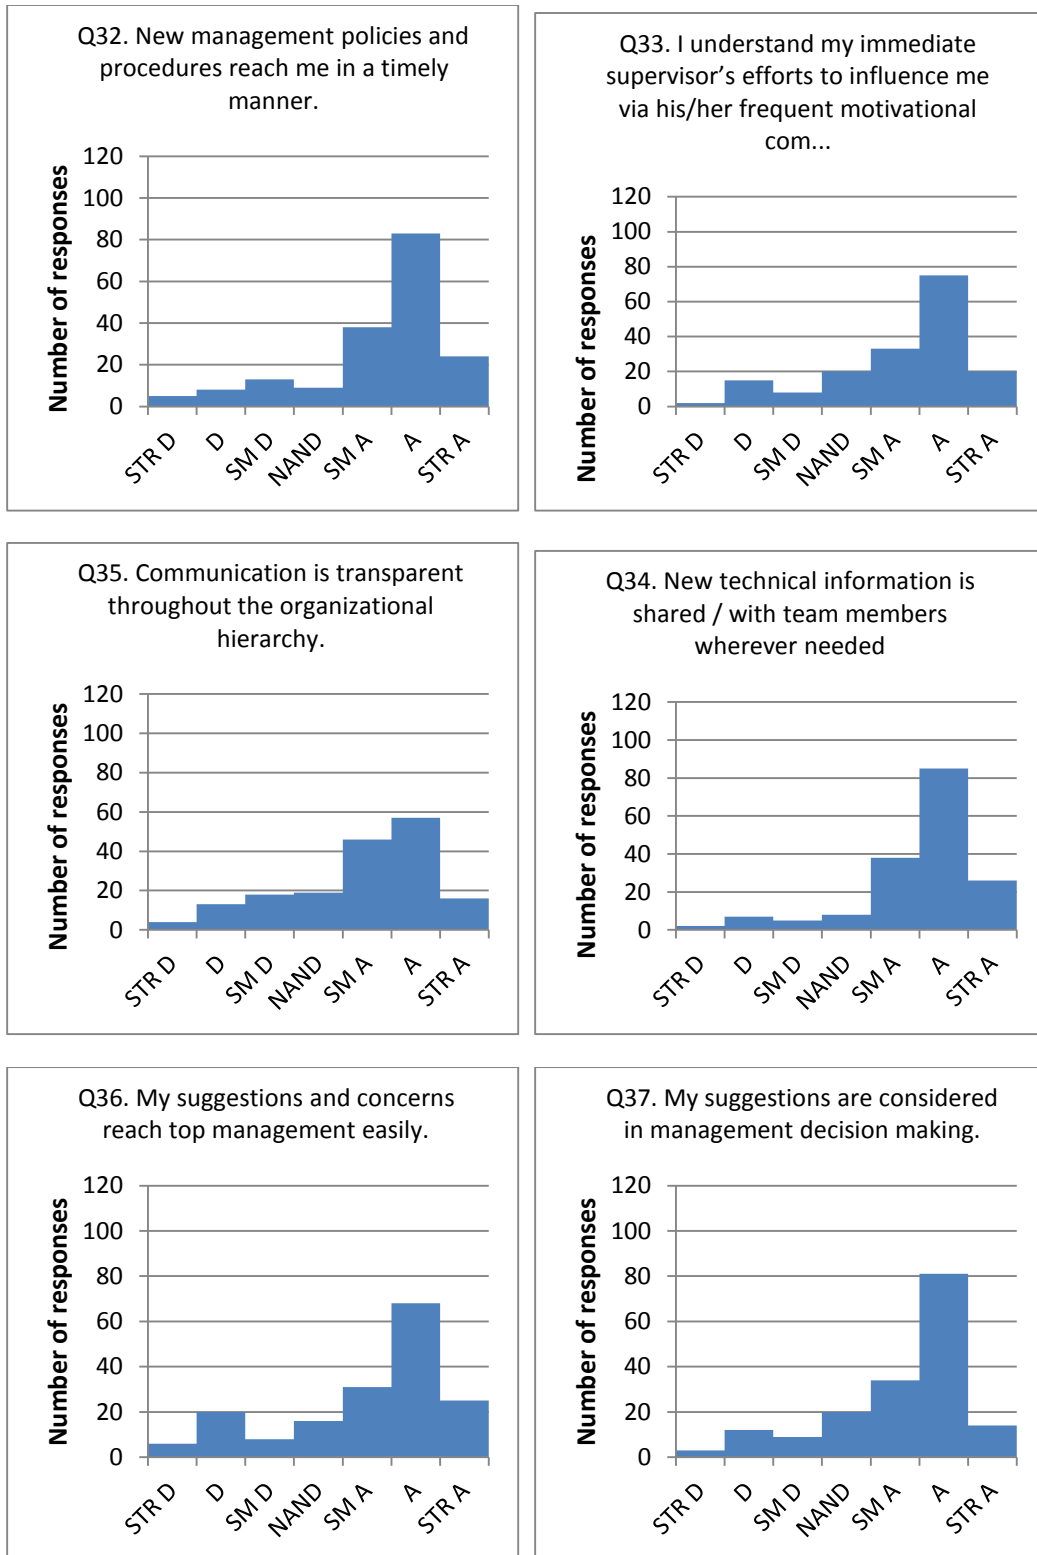 Q32. New management policies and
procedures reach me in a timely
manner.
Number of responses
120
100
80
60
40
20
0
STR D
D
SM D
NAND
SM A
A
STR A
Q33. I understand my immediate
supervisor's efforts to influence me
via his/her frequent motivational
com...
Number of responses
120
100
80
60
40
20
0
STR D
D
SM D
NAND
SM A
A
STR A
Q35. Communication is transparent
throughout the organizational
hierarchy.
Number of responses
120
100
80
60
40
20
0
STR D
D
SM D
NAND
SM A
A
STR A
Q34. New technical information is
shared / with team members
wherever needed
Number of responses
120
100
80
60
40
20
0
STR D
D
SM D
NAND
SM A
A
STR A
Q36. My suggestions and concerns
reach top management easily.
Number of responses
120
100
80
60
40
20
0
STR D
D
SM D
NAND
SM A
A
STR A
Q37. My suggestions are considered
in management decision making.
Number of responses
120
100
80
60
40
20
0
STR D
D
SM D
NAND
SM A
A
STR A